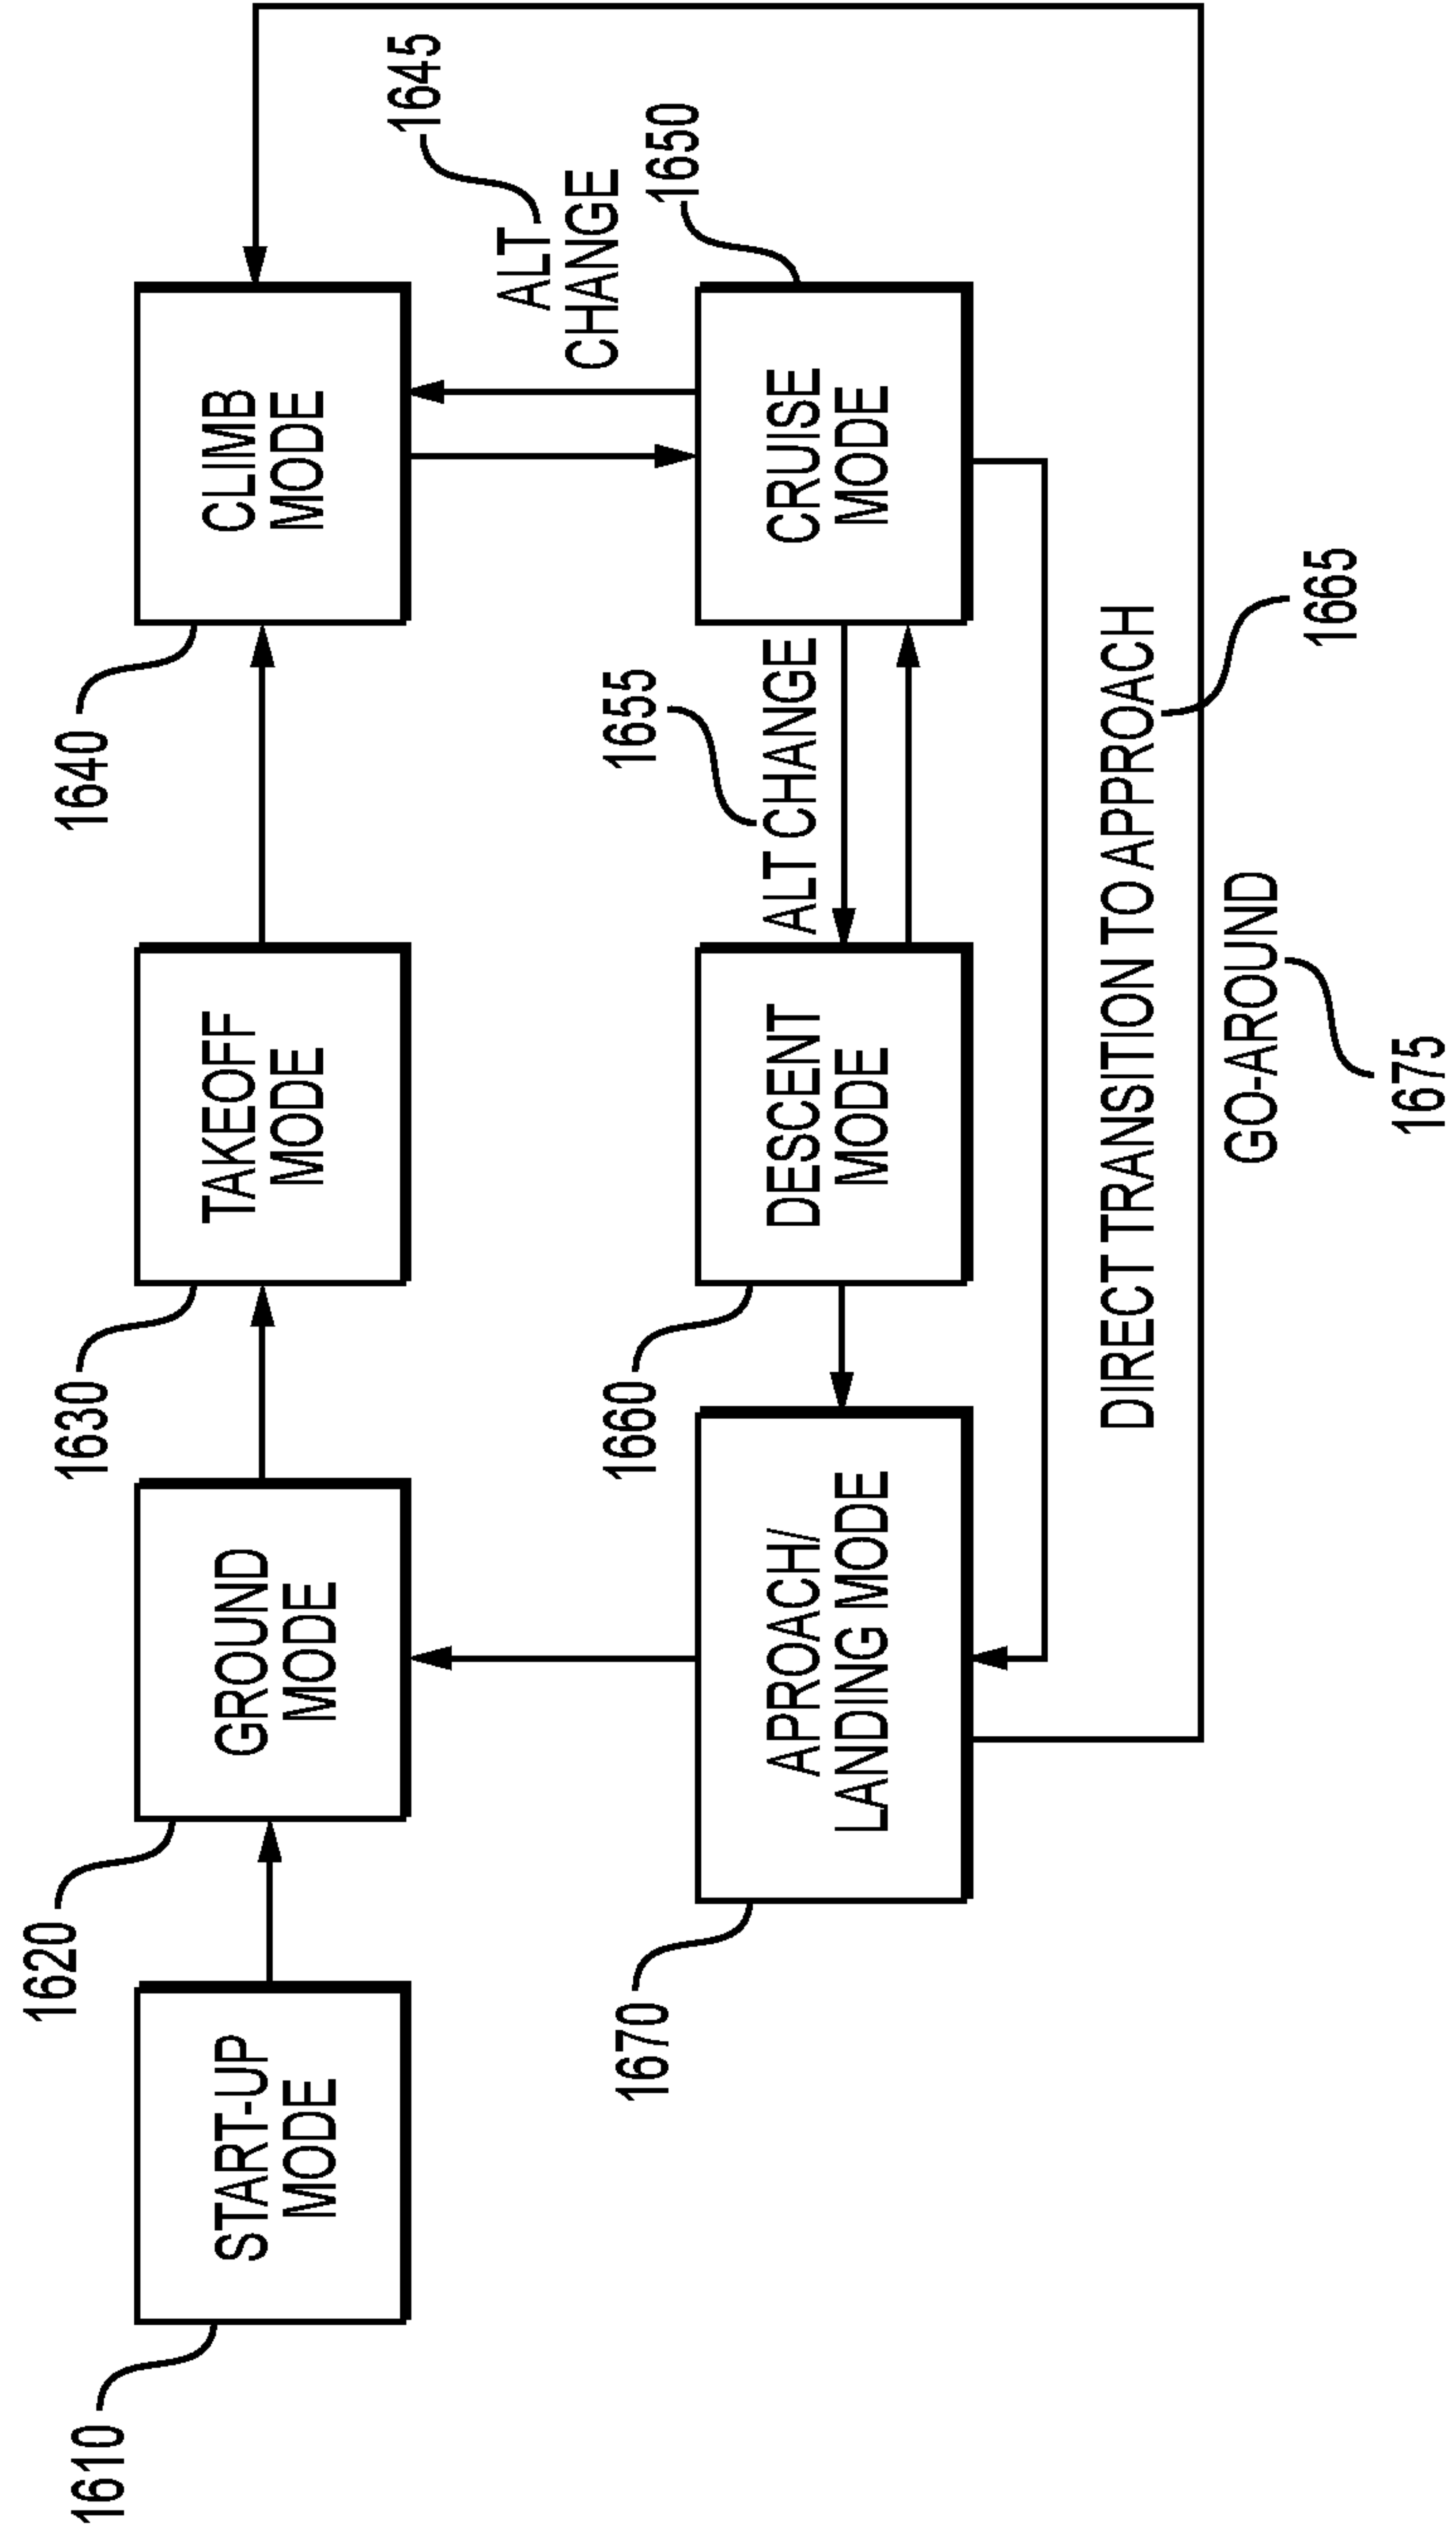 1610
START-UP
MODE
1620
GROUND
MODE
1630
TAKEOFF
MODE
1640
CLIMB
MODE
1645
ALT
CHANGE
1650
CRUISE
MODE
1655
ALT CHANGE
1660
DESCENT
MODE
1670
APROACH/
LANDING MODE
DIRECT TRANSITION TO APPROACH
1665
GO-AROUND
1675